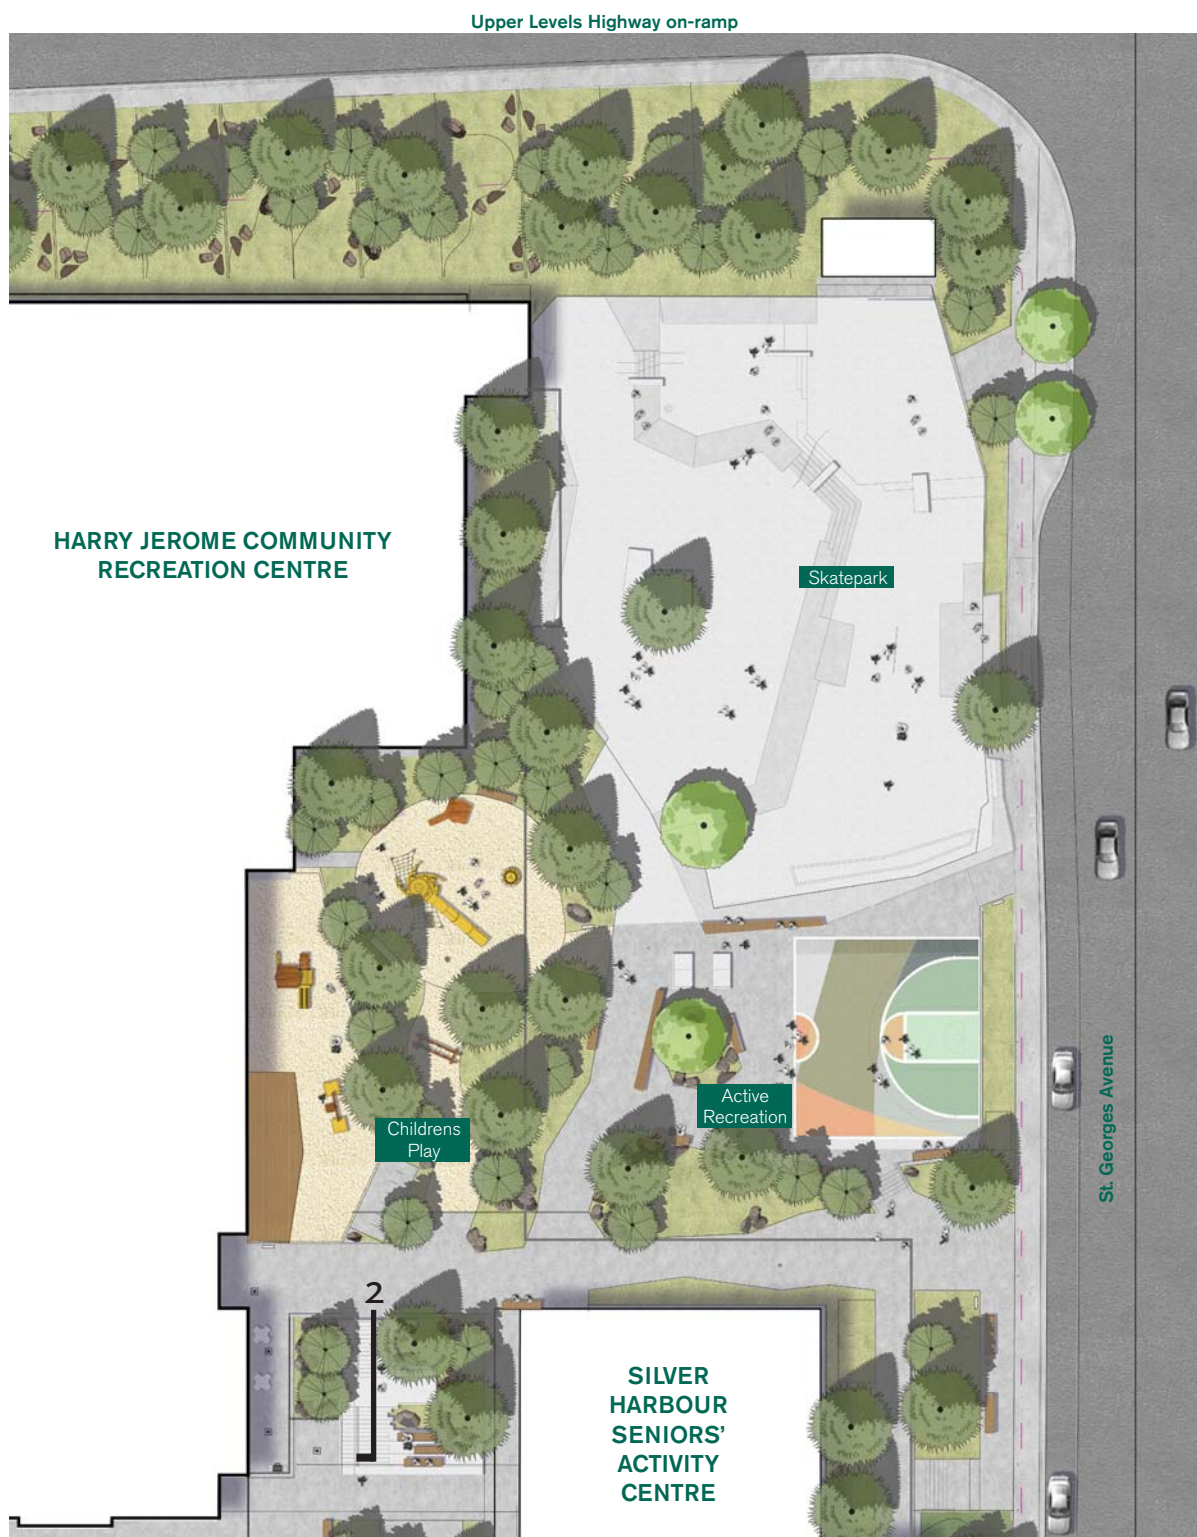 Upper Levels Highway on-ramp
HARRY JEROME COMMUNITY
RECREATION CENTRE
Skatepark
St. Georges Avenue
Active
Recreation
Childrens
Play
2
SILVER
HARBOUR
SENIORS'
ACTIVITY
CENTRE